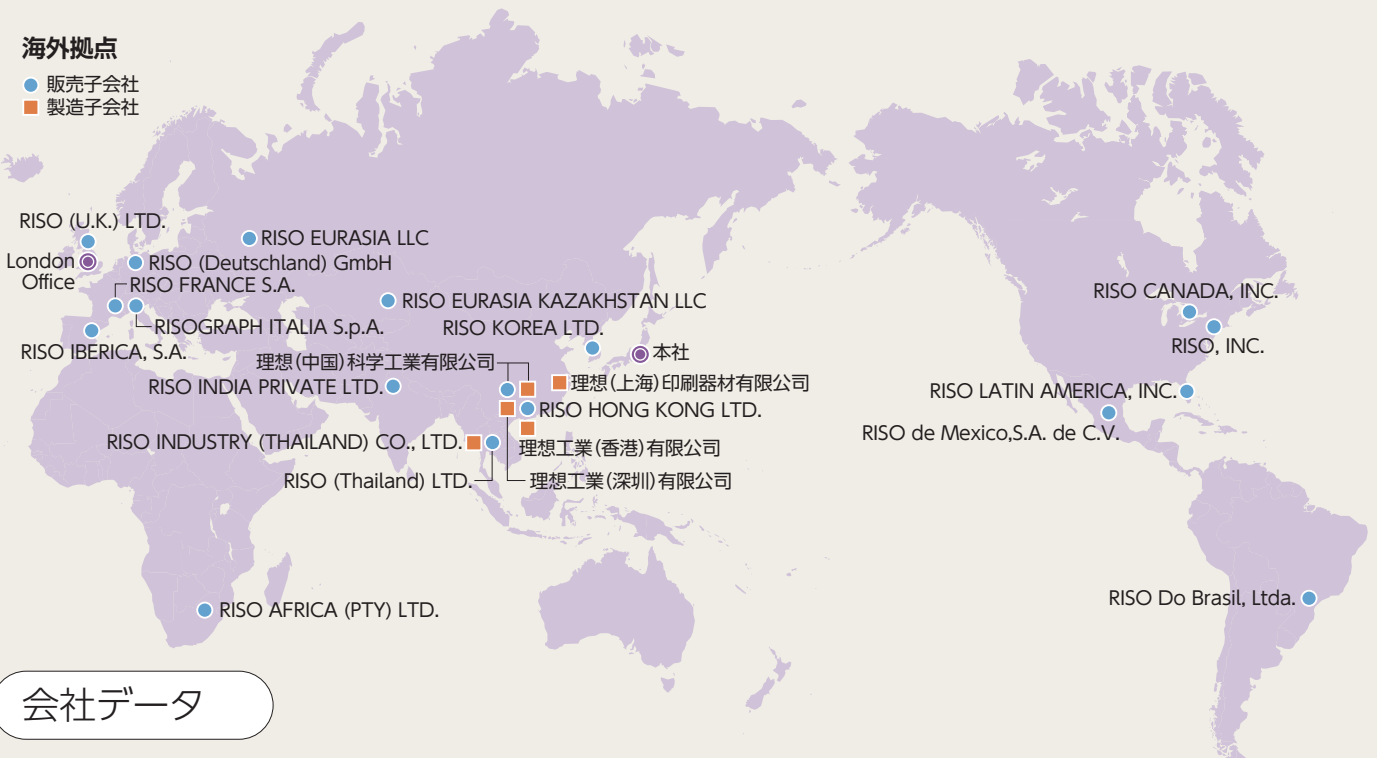 海外拠点
販売子会社
製造子会社
RISO (U.K.) LTD.
London
Office
RISO EURASIA LLC
RISO (Deutschland) GmbH
RISO FRANCE S.A.
RISOGRAPH ITALIA S.p.A.
RISO IBERICA, S.A.
RISO EURASIA KAZAKHSTAN LLC
RISO KOREA LTD.
本社
理想(中国)科学工業有限公司
理想(上海)印刷器材有限公司
RISO INDIA PRIVATE LTD.
RISO HONG KONG LTD.
RISO INDUSTRY (THAILAND) CO., LTD.
理想工業(香港)有限公司
RISO (Thailand) LTD.
理想工業(深圳)有限公司
RISO AFRICA (PTY) LTD.
RISO CANADA, INC.
RISO, INC.
RISO LATIN AMERICA, INC.
RISO de Mexico,S.A. de C.V.
RISO Do Brasil, Ltda.
会社データ